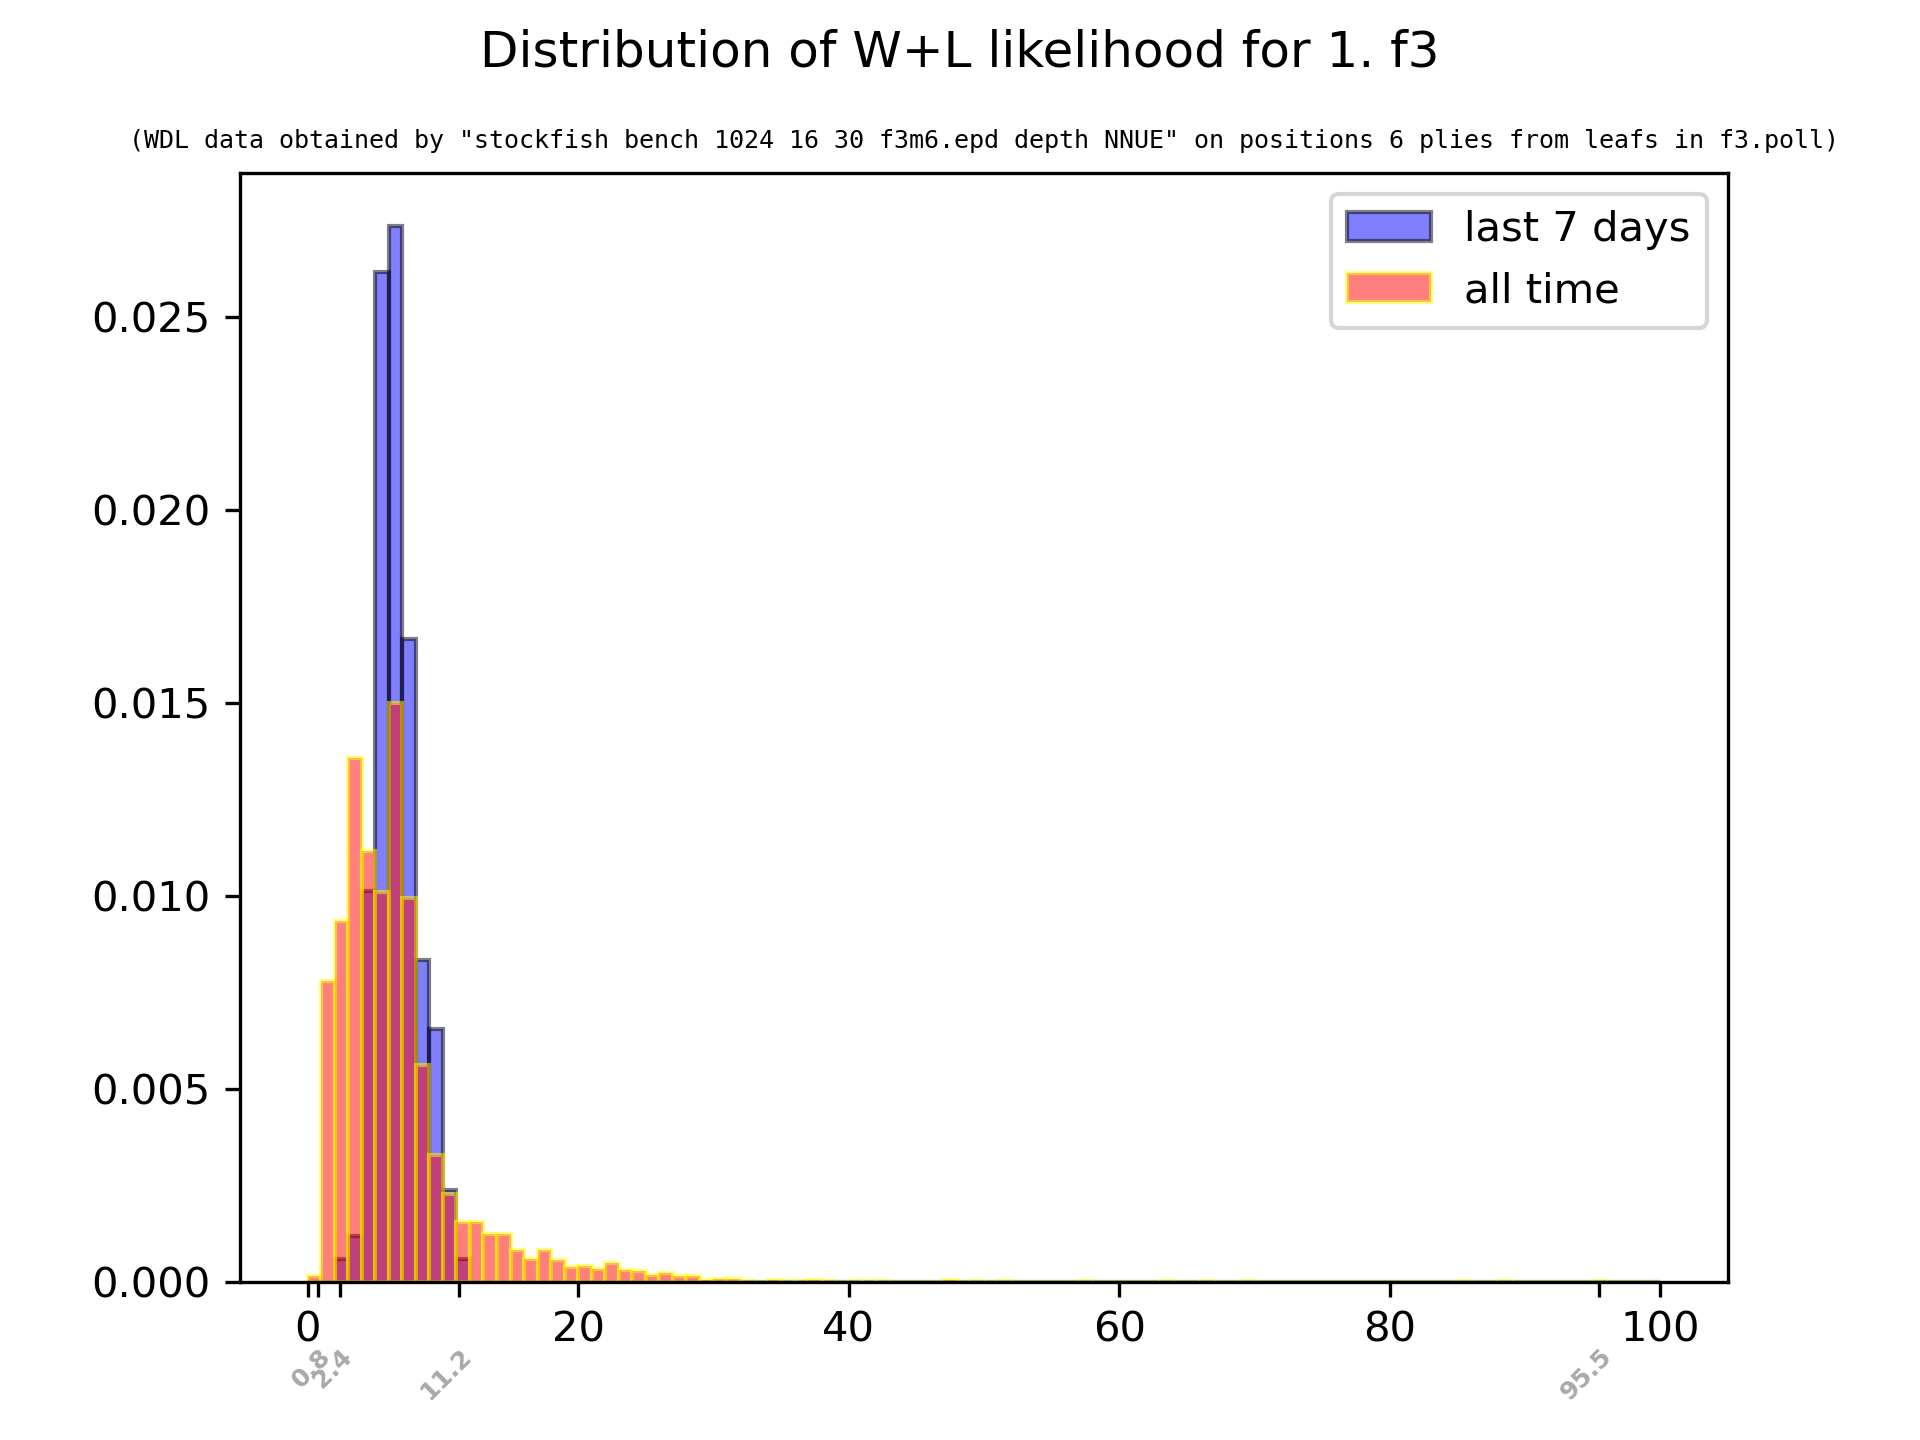 Distribution of W+L likelihood for 1. f3
(WDL data obtained by "stockfish bench 1024 16 30 f3m6.epd depth NNUE" on positions 6 plies from leafs in f3.poll)
last 7 days
all time
0.025
0.020
0.015
0.010
0.005
0.000
0 20 40 60 80 100
0.8 2.4 11.2 95.5